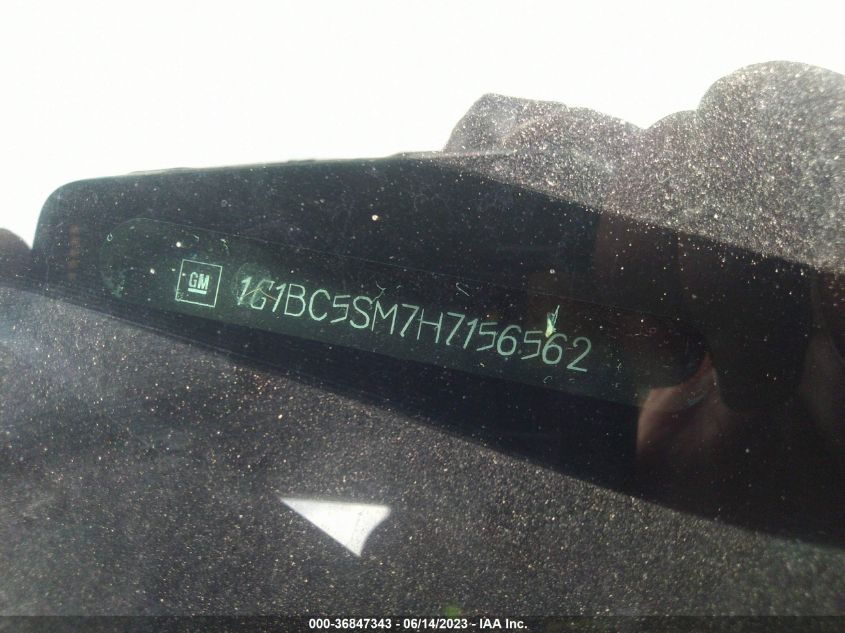 GM 1G1BC5SM7H7156562
000-36847343 - 06/14/2023 - IAA Inc.